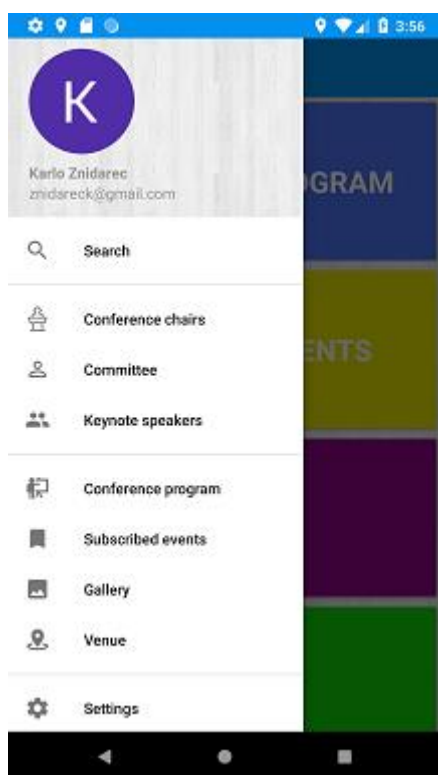 3:56
K
Karlo Znidarec
znidareck@gmail.com
Search
Conference chairs
Committee
Keynote speakers
Conference program
Subscribed events
Gallery
Venue
Settings
OGRAM
ENTS